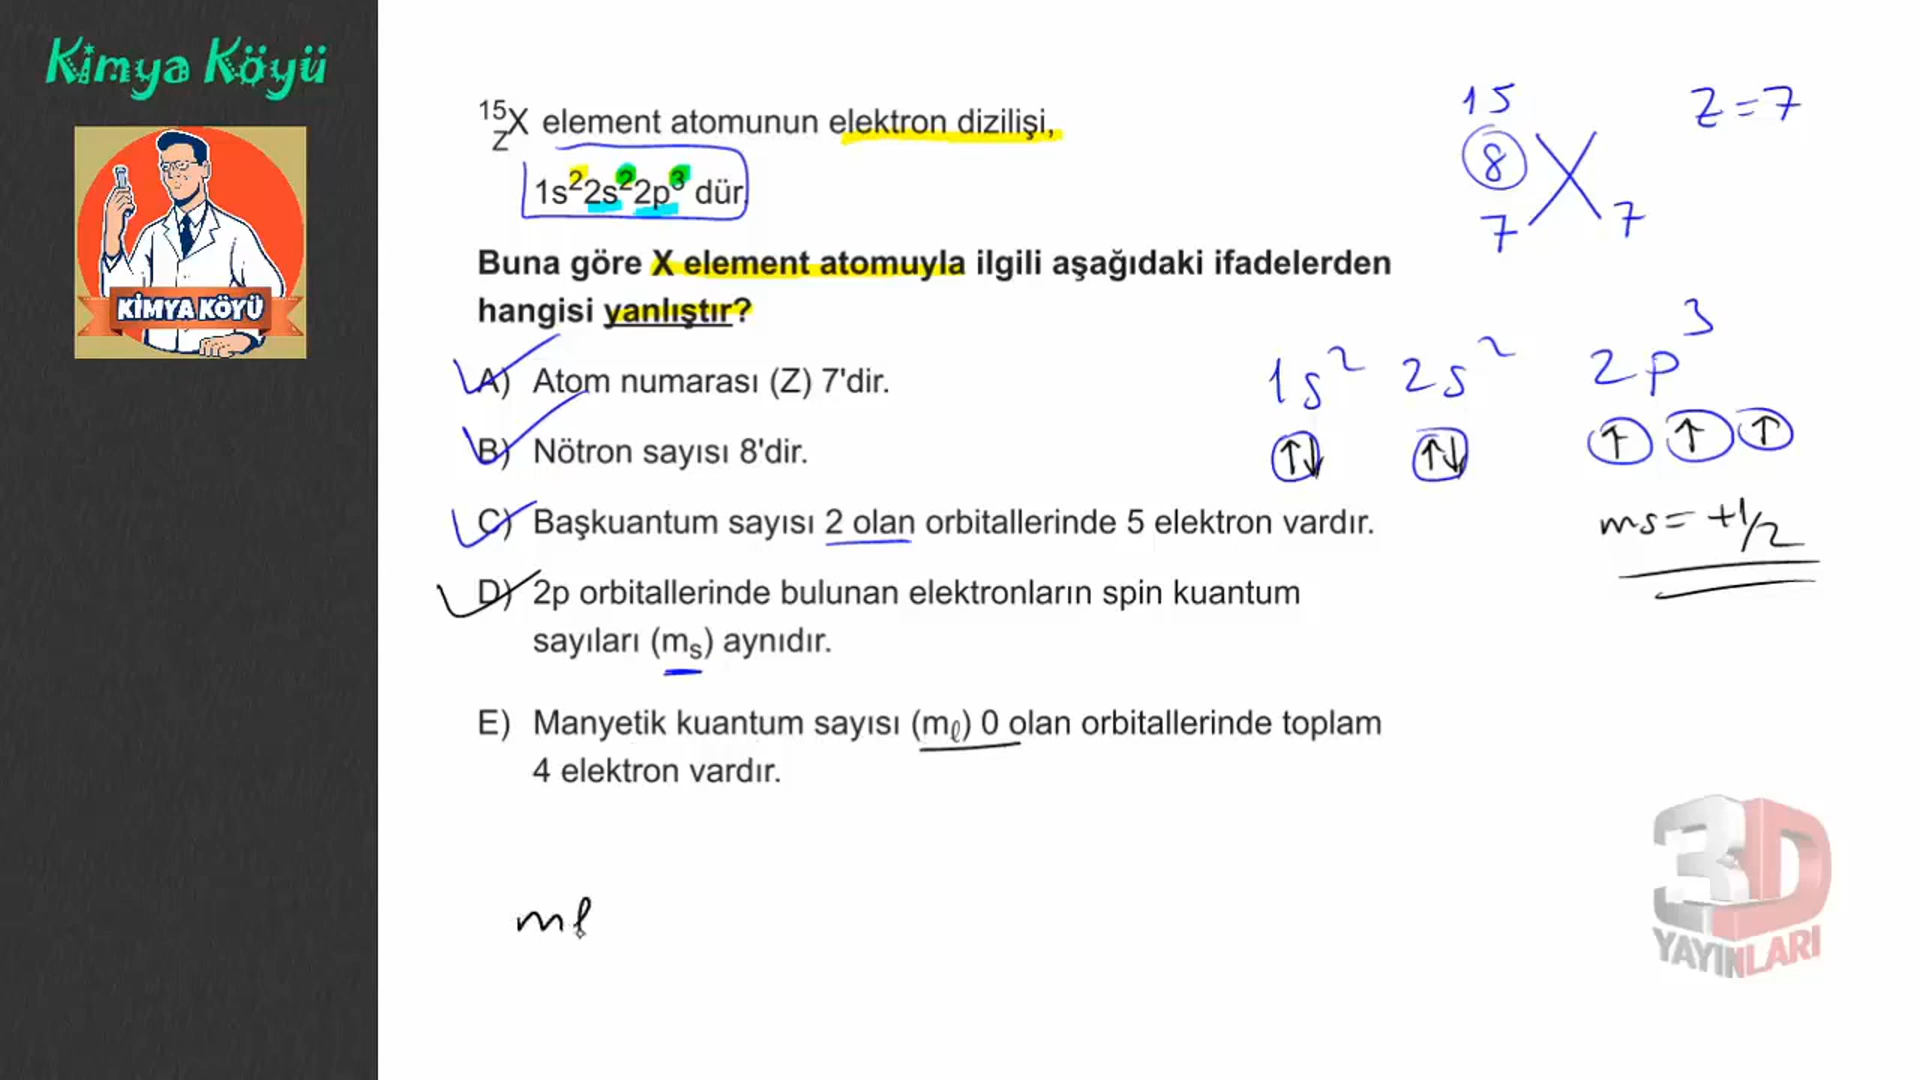 Kimya Köyü
KİMYA KÖYÜ
15
ZX element atomunun elektron dizilişi,
1s²2s²2p³ dür.
Buna göre X element atomuyla ilgili aşağıdaki ifadelerden
hangisi yanlıştır?
A) Atom numarası (Z) 7'dir.
B) Nötron sayısı 8'dir.
C) Başkuantum sayısı 2 olan orbitallerinde 5 elektron vardır.
D) 2p orbitallerinde bulunan elektronların spin kuantum
sayıları (ms) aynıdır.
E) Manyetik kuantum sayısı (mℓ) 0 olan orbitallerinde toplam
4 elektron vardır.
mℓ
15
8 X
7 7
Z=7
1s² 2s² 2p³
↑↓ ↑↓ ↑ ↑ ↑
ms=+1/2
3D
YAYINLARI